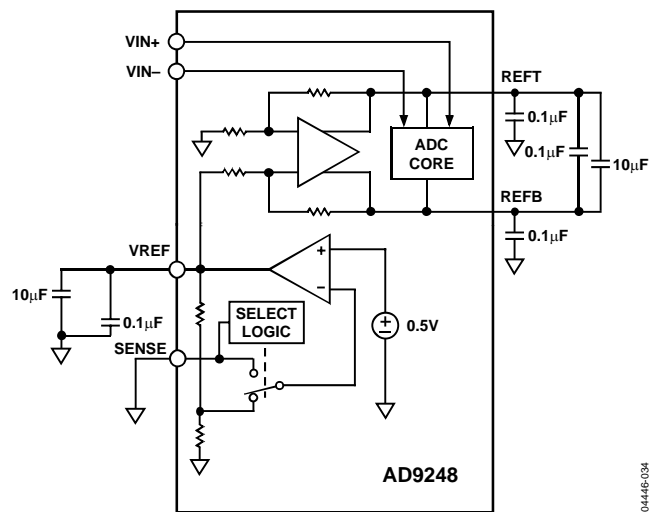 VIN+
VIN–
REFT
0.1µF
ADC
CORE
0.1µF
10µF
REFB
0.1µF
VREF
+
–
10µF
0.1µF
SELECT
LOGIC
+
–
0.5V
SENSE
AD9248
04446-034